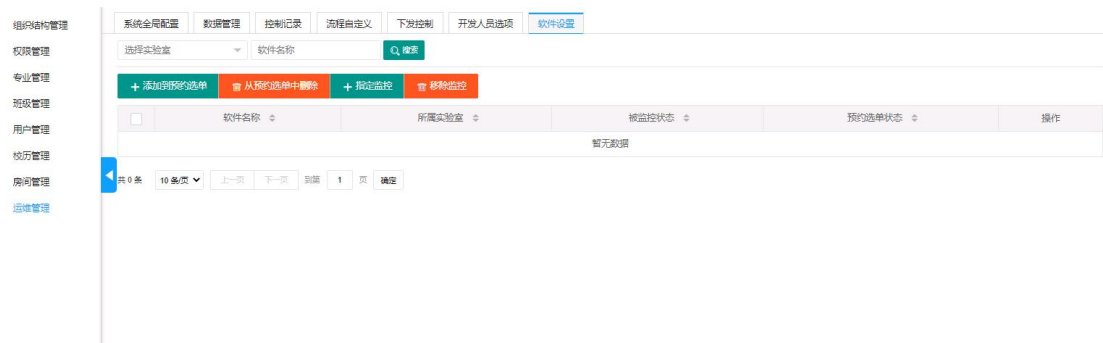 组织结构管理
权限管理
专业管理
班级管理
用户管理
校历管理
房间管理
运维管理
系统全局配置 数据管理 控制记录 流程自定义 下发控制 开发人员选项 软件设置
选择实验室 软件名称 搜索
添加到预约选单 从预约选单中删除 指定监控 移除监控
软件名称 所属实验室 被监控状态 预约选单状态 操作
暂无数据
共 0 条 10 条/页 上一页 下一页 到第 1 页 确定